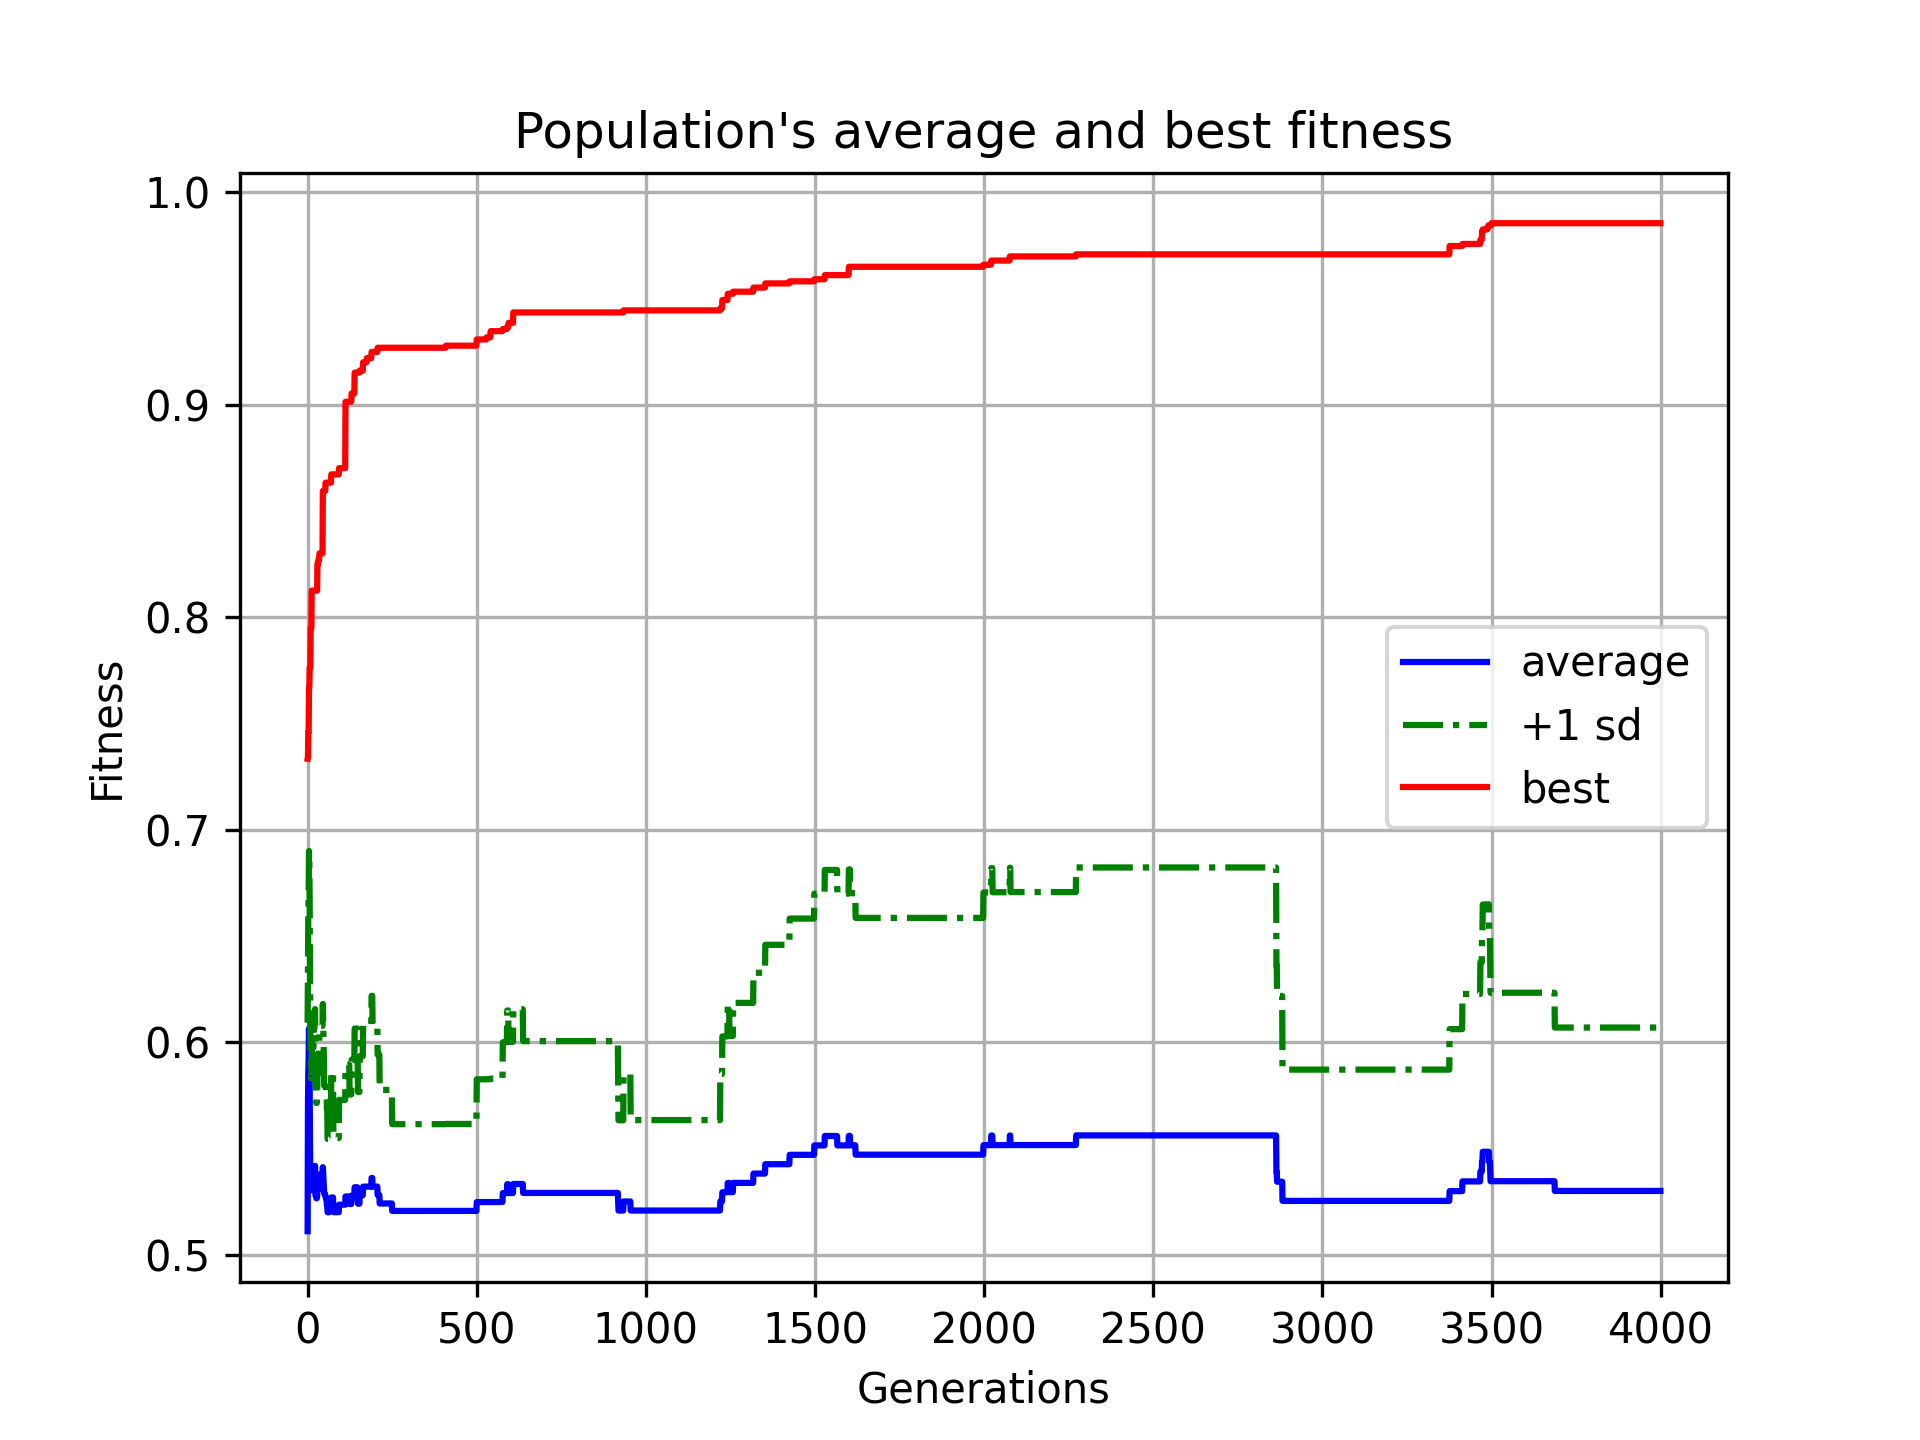 Population's average and best fitness
1.0
0.9
0.8
0.7
0.6
0.5
Fitness
average
+1 sd
best
0 500 1000 1500 2000 2500 3000 3500 4000
Generations